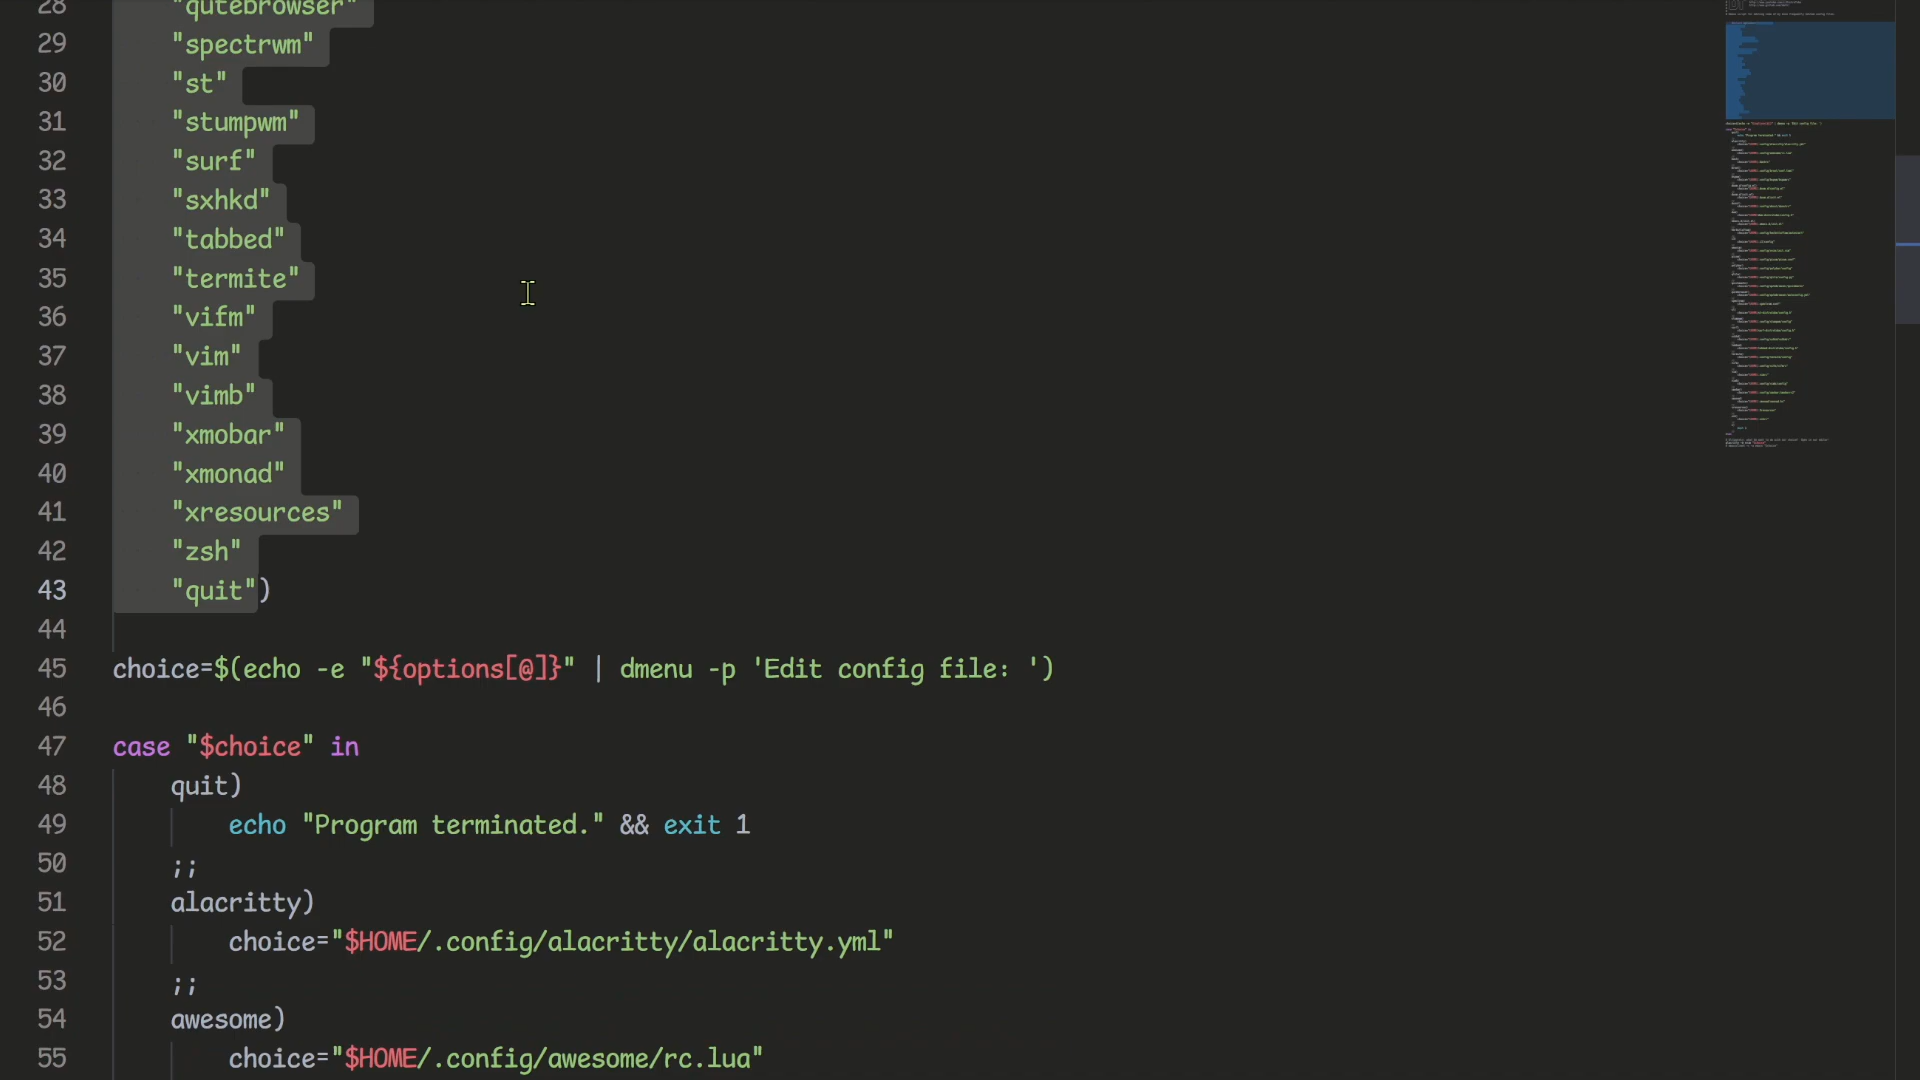 28 "qutebrowser"
29 "spectrwm"
30 "st"
31 "stumpwm"
32 "surf"
33 "sxhkd"
34 "tabbed"
35 "termite"
36 "vifm"
37 "vim"
38 "vimb"
39 "xmobar"
40 "xmonad"
41 "xresources"
42 "zsh"
43 "quit")
44
45 choice=$(echo -e "${options[@]}" | dmenu -p 'Edit config file: ')
46
47 case "$choice" in
48 quit)
49 echo "Program terminated." && exit 1
50 ;;
51 alacritty)
52 choice="$HOME/.config/alacritty/alacritty.yml"
53 ;;
54 awesome)
55 choice="$HOME/.config/awesome/rc.lua"